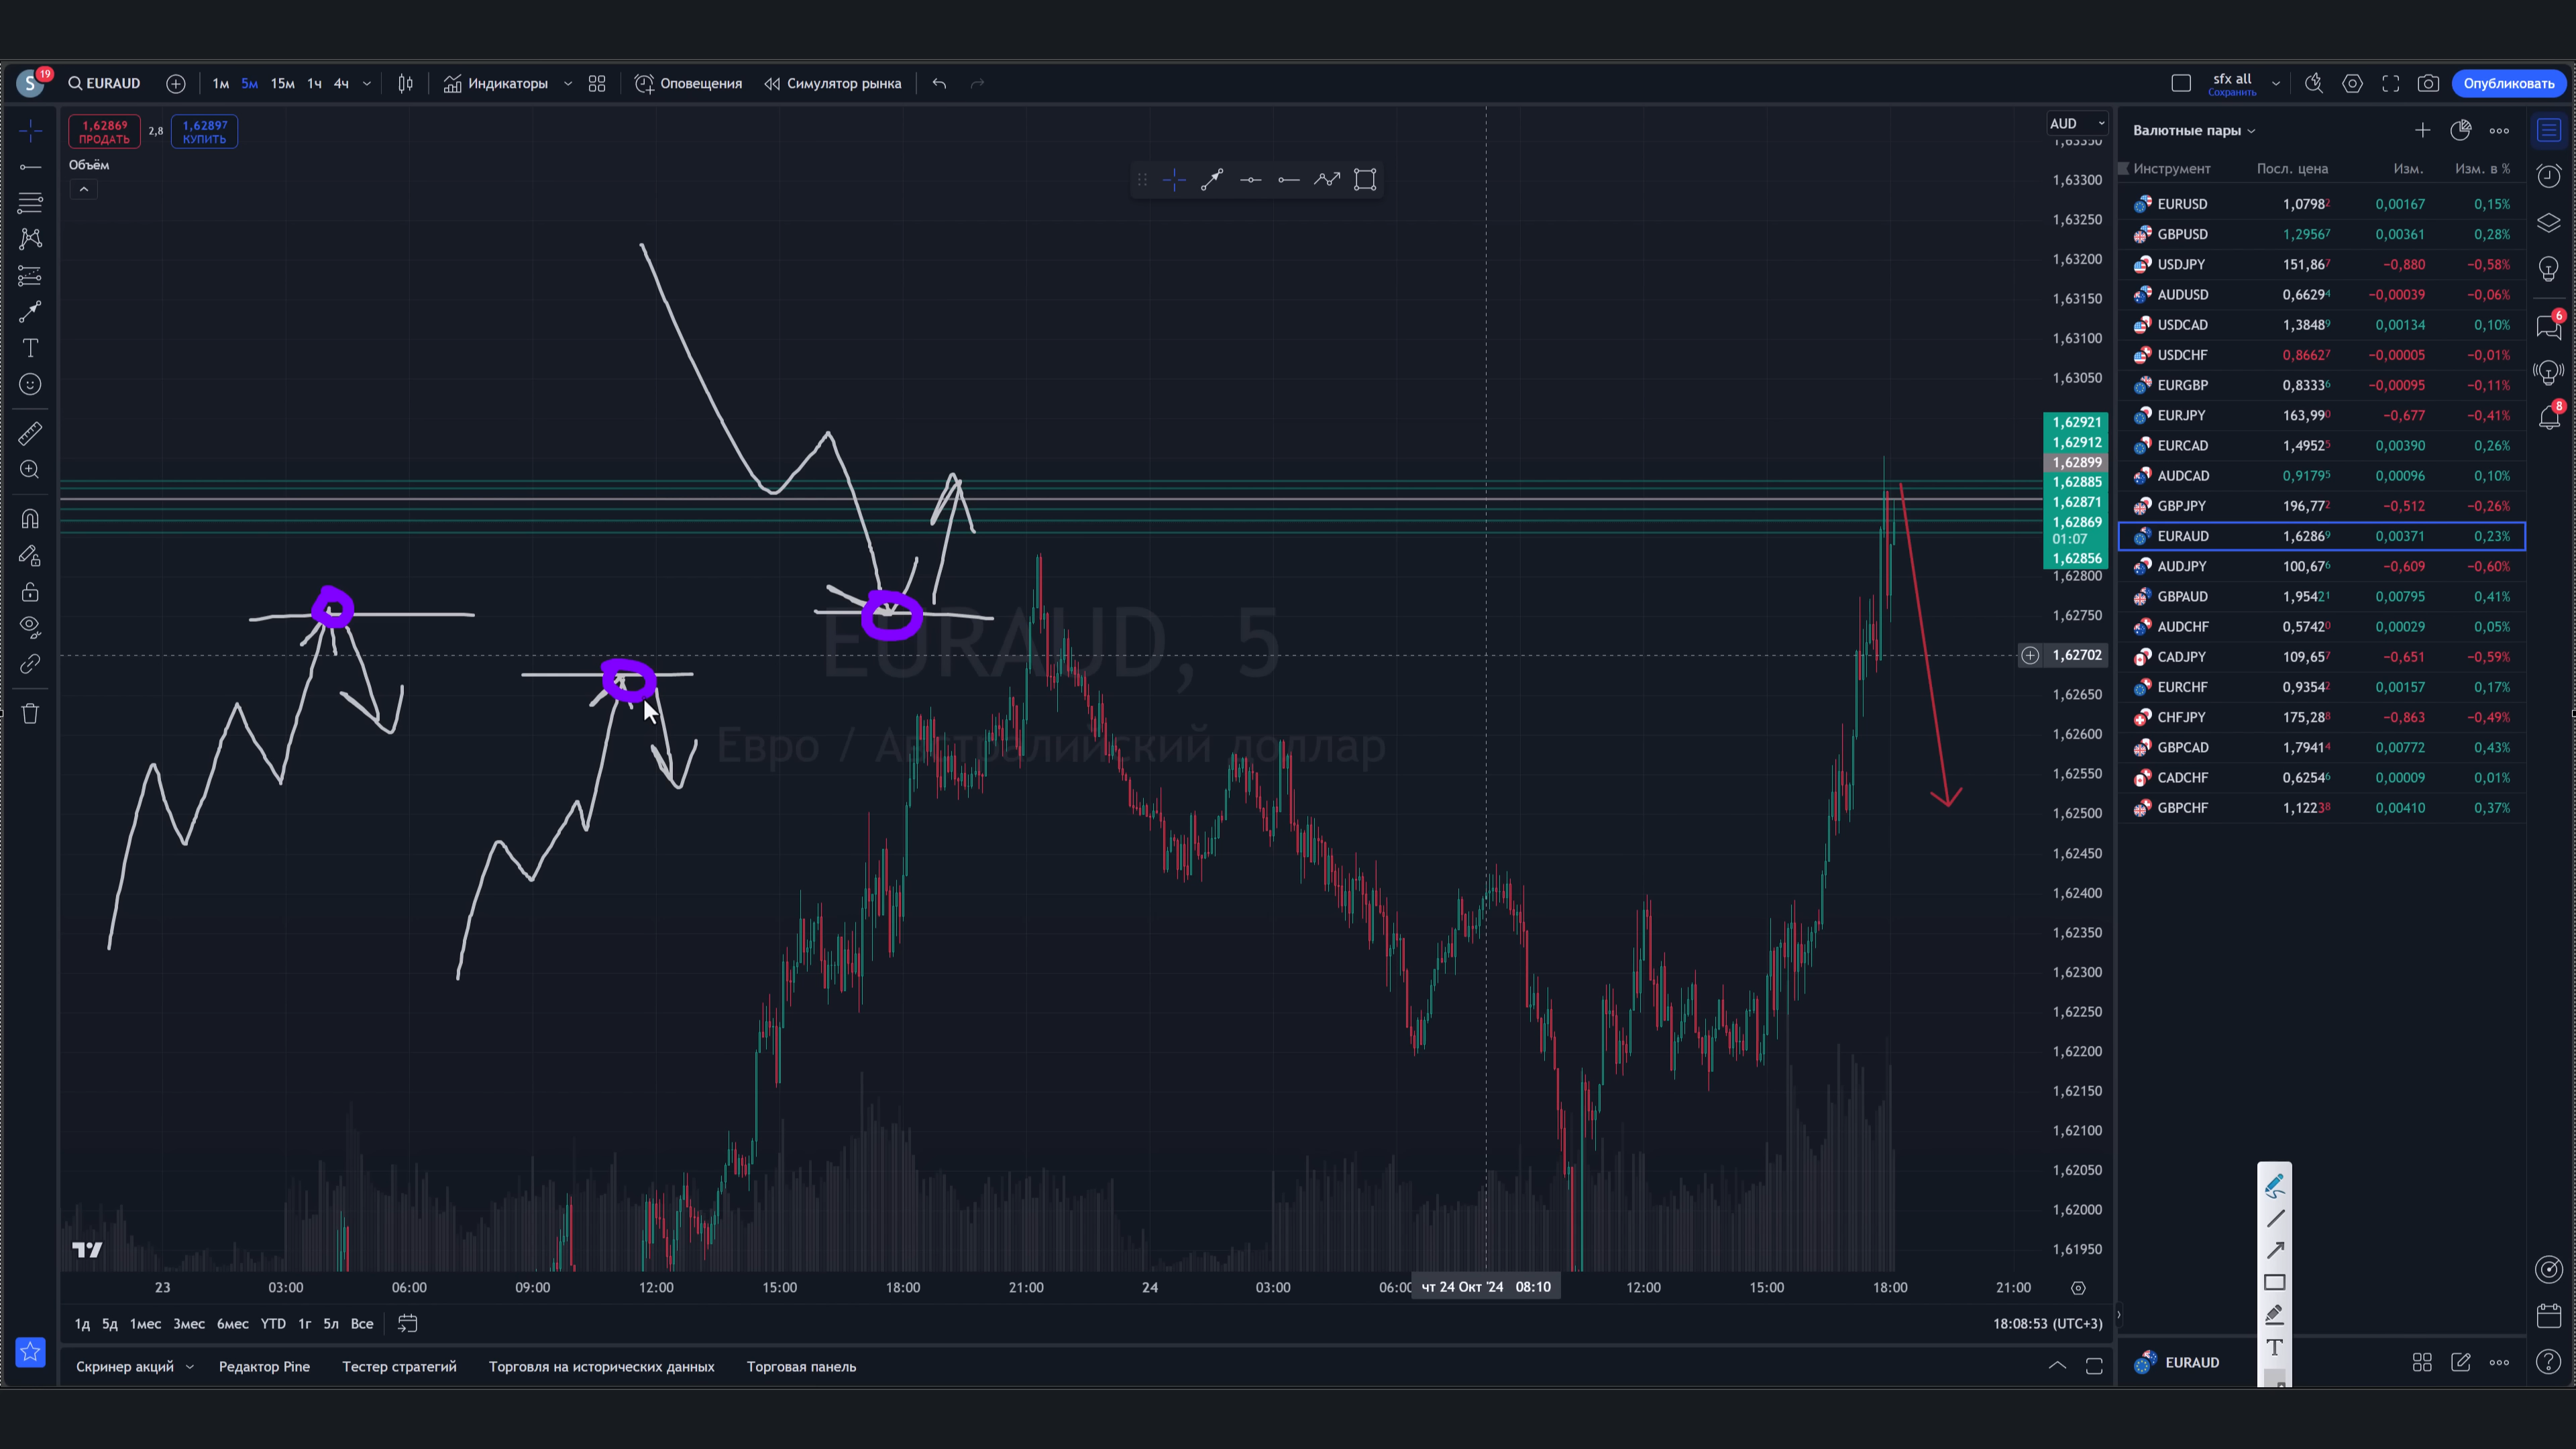 S 19 EURAUD 1м 5м 15м 1ч 4ч Индикаторы Оповещения Симулятор рынка sfx all Сохранить Опубликовать
1,62869 ПРОДАТЬ 2,8 1,62897 КУПИТЬ
Объём
AUD
1,63350
1,63300
1,63250
1,63200
1,63150
1,63100
1,63050
1,62921
1,62912
1,62899
1,62885
1,62871
1,62869
01:07
1,62856
1,62800
1,62750
1,62702
1,62650
1,62600
1,62550
1,62500
1,62450
1,62400
1,62350
1,62300
1,62250
1,62200
1,62150
1,62100
1,62050
1,62000
1,61950
EURAUD, 5
Евро / Австралийский доллар
23 03:00 06:00 09:00 12:00 15:00 18:00 21:00 24 03:00 06:00 чт 24 Окт '24 08:10 12:00 15:00 18:00 21:00
1д 5д 1мес 3мес 6мес YTD 1г 5л Все 18:08:53 (UTC+3)
Скринер акций Редактор Pine Тестер стратегий Торговля на исторических данных Торговая панель
Валютные пары
Инструмент Посл. цена Изм. Изм. в %
EURUSD 1,07982 0,00167 0,15%
GBPUSD 1,29567 0,00361 0,28%
USDJPY 151,867 −0,880 −0,58%
AUDUSD 0,66294 −0,00039 −0,06%
USDCAD 1,38489 0,00134 0,10%
USDCHF 0,86627 −0,00005 −0,01%
EURGBP 0,83336 −0,00095 −0,11%
EURJPY 163,990 −0,677 −0,41%
EURCAD 1,49525 0,00390 0,26%
AUDCAD 0,91795 0,00096 0,10%
GBPJPY 196,772 −0,512 −0,26%
EURAUD 1,62869 0,00371 0,23%
AUDJPY 100,676 −0,609 −0,60%
GBPAUD 1,95421 0,00795 0,41%
AUDCHF 0,57420 0,00029 0,05%
CADJPY 109,657 −0,651 −0,59%
EURCHF 0,93542 0,00157 0,17%
CHFJPY 175,288 −0,863 −0,49%
GBPCAD 1,79414 0,00772 0,43%
CADCHF 0,62546 0,00009 0,01%
GBPCHF 1,12238 0,00410 0,37%
6
8
EURAUD